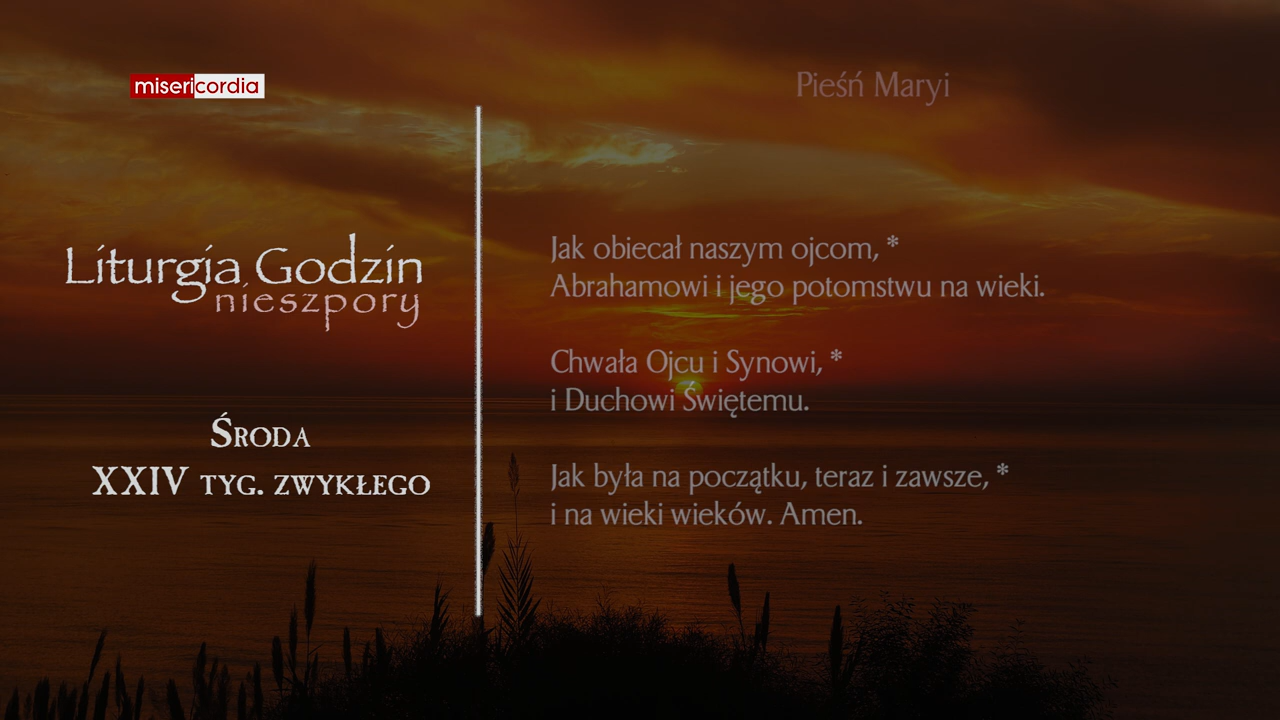 misericordia
Liturgia Godzin
nieszpory
Środa
XXIV tyg. zwykłego
Pieśń Maryi
Jak obiecał naszym ojcom, *
Abrahamowi i jego potomstwu na wieki.
Chwała Ojcu i Synowi, *
i Duchowi Świętemu.
Jak była na początku, teraz i zawsze, *
i na wieki wieków. Amen.